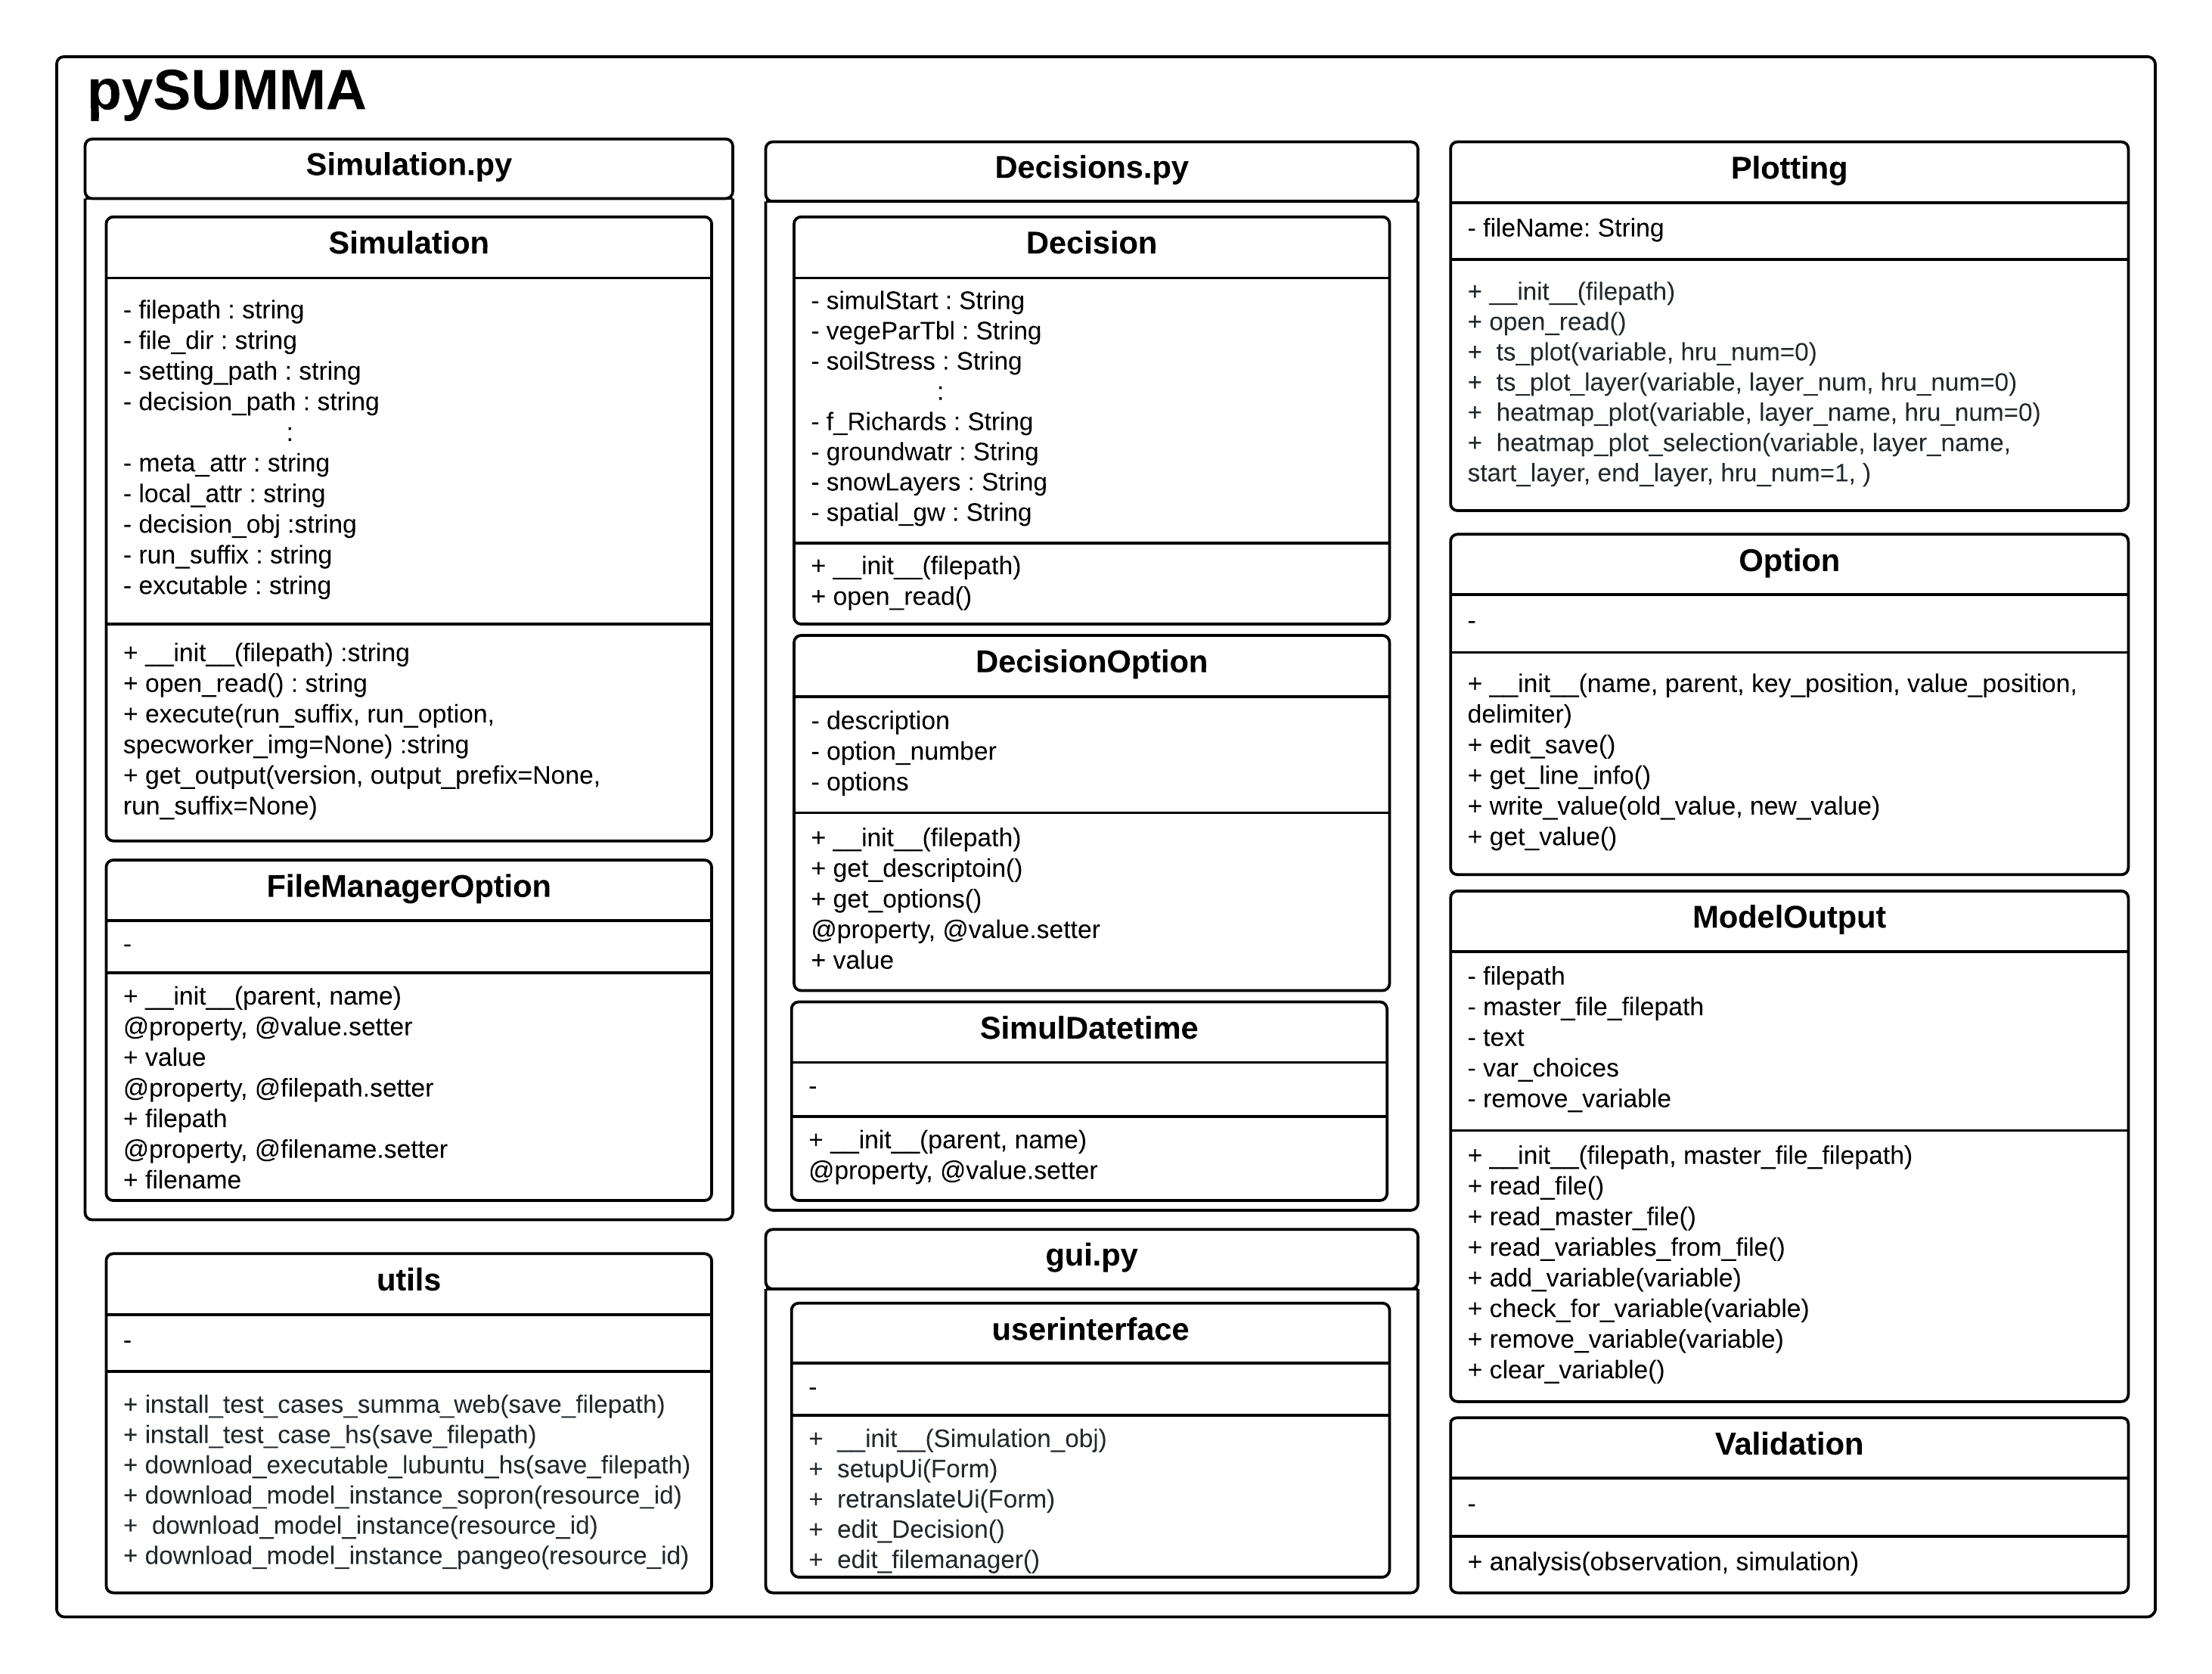 pySUMMA
Simulation.py
Simulation
- filepath : string
- file_dir : string
- setting_path : string
- decision_path : string
:
- meta_attr : string
- local_attr : string
- decision_obj :string
- run_suffix : string
- excutable : string
+ __init__(filepath) :string
+ open_read() : string
+ execute(run_suffix, run_option,
specworker_img=None) :string
+ get_output(version, output_prefix=None,
run_suffix=None)
FileManagerOption
-
+ __init__(parent, name)
@property, @value.setter
+ value
@property, @filepath.setter
+ filepath
@property, @filename.setter
+ filename
utils
-
+ install_test_cases_summa_web(save_filepath)
+ install_test_case_hs(save_filepath)
+ download_executable_lubuntu_hs(save_filepath)
+ download_model_instance_sopron(resource_id)
+  download_model_instance(resource_id)
+ download_model_instance_pangeo(resource_id)
Decisions.py
Decision
- simulStart : String
- vegeParTbl : String
- soilStress : String
:
- f_Richards : String
- groundwatr : String
- snowLayers : String
- spatial_gw : String
+ __init__(filepath)
+ open_read()
DecisionOption
- description
- option_number
- options
+ __init__(filepath)
+ get_descriptoin()
+ get_options()
@property, @value.setter
+ value
SimulDatetime
-
+ __init__(parent, name)
@property, @value.setter
gui.py
userinterface
-
+  __init__(Simulation_obj)
+  setupUi(Form)
+  retranslateUi(Form)
+  edit_Decision()
+  edit_filemanager()
Plotting
- fileName: String
+ __init__(filepath)
+ open_read()
+  ts_plot(variable, hru_num=0)
+  ts_plot_layer(variable, layer_num, hru_num=0)
+  heatmap_plot(variable, layer_name, hru_num=0)
+  heatmap_plot_selection(variable, layer_name,
start_layer, end_layer, hru_num=1, )
Option
-
+ __init__(name, parent, key_position, value_position,
delimiter)
+ edit_save()
+ get_line_info()
+ write_value(old_value, new_value)
+ get_value()
ModelOutput
- filepath
- master_file_filepath
- text
- var_choices
- remove_variable
+ __init__(filepath, master_file_filepath)
+ read_file()
+ read_master_file()
+ read_variables_from_file()
+ add_variable(variable)
+ check_for_variable(variable)
+ remove_variable(variable)
+ clear_variable()
Validation
-
+ analysis(observation, simulation)